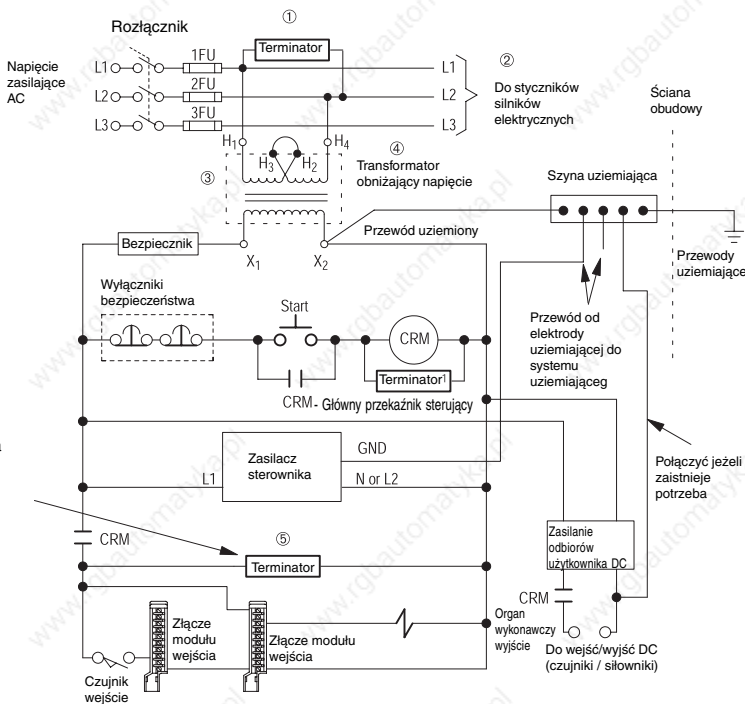 ①
Rozłącznik
Terminator
1FU
Napięcie
zasilające
AC
L1
L1
②
2FU
L2
L2
Do styczników
silników
elektrycznych
Ściana
obudowy
3FU
L3
L3
H1
H4
④
H3
H2
③
Transformator
obniżający napięcie
Szyna uziemiająca
Przewód uziemiony
Bezpiecznik
X1
X2
Przewody
uziemiające
Wyłączniki
bezpieczeństwa
Start
CRM
Przewód od
elektrody
uziemiającej do
systemu
uziemiająceg
Terminator1
CRM
- Główny przekaźnik sterujący
GND
Zasilacz
sterownika
L1
N or L2
Połączyć jeżeli
zaistnieje
potrzeba
a
CRM
⑤
Terminator
Zasilanie
odbiorów
użytkownika DC
CRM
Organ
wykonawczy
wyjście
Złącze
modułu
wejścia
Złącze modułu
wejścia
Do wejść/wyjść DC
(czujniki / siłowniki)
Czujnik
wejście
www.rgbautomatyka.pl